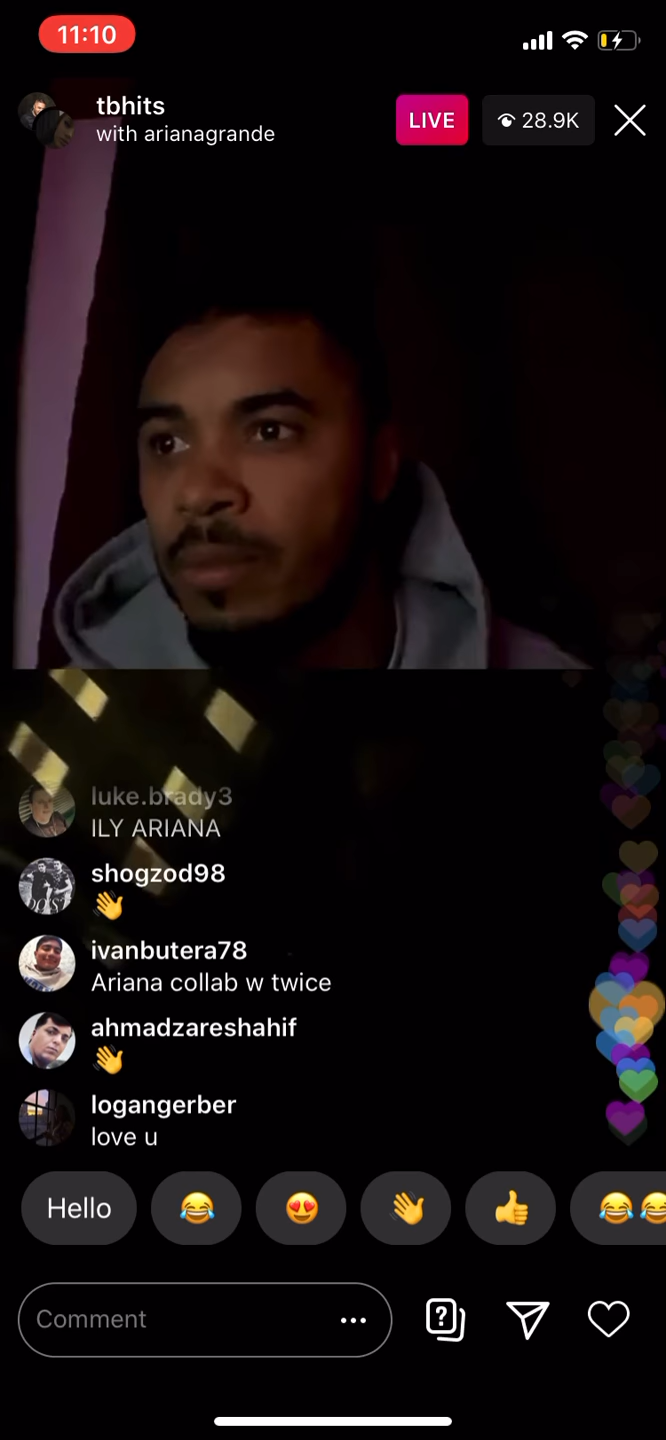 11:10
tbhits
with arianagrande
LIVE
28.9K
luke.brady3
ILY ARIANA
shogzod98
👋
ivanbutera78
Ariana collab w twice
ahmadzareshahif
👋
logangerber
love u
Hello 😂 😍 👋 👍 😂😂
Comment